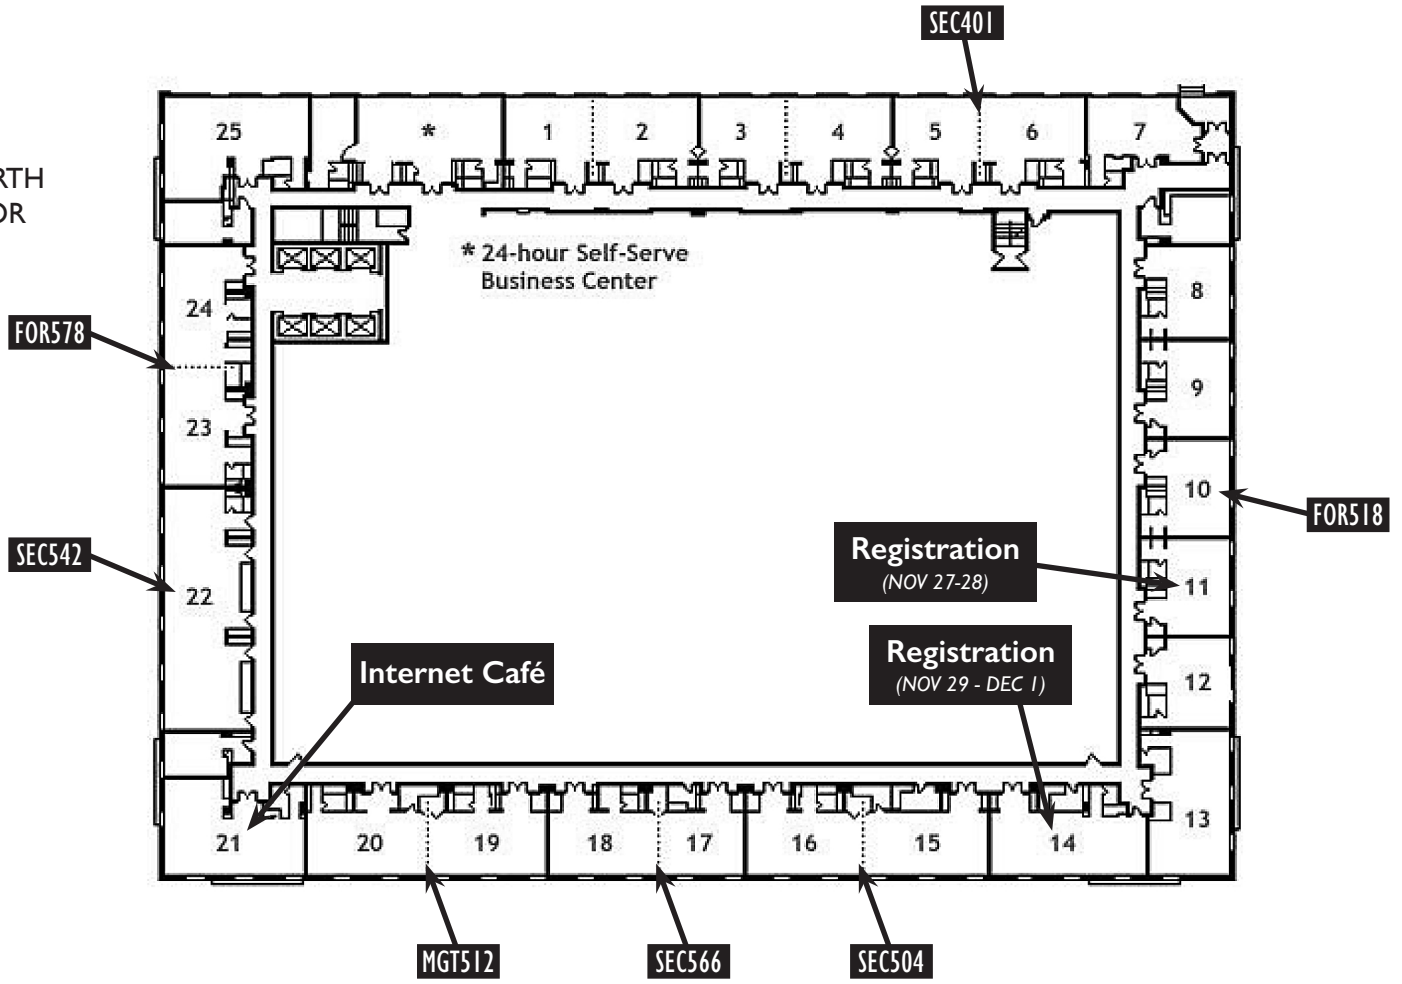 SEC401
25
*
1
2
3
4
5
6
7
RTH
OR
* 24-hour Self-Serve
Business Center
24
8
FOR578
9
23
10
FOR518
SEC542
22
Registration
(NOV 27-28)
11
Registration
(NOV 29 - DEC 1)
Internet Café
12
13
21
20
19
18
17
16
15
14
MGT512
SEC566
SEC504